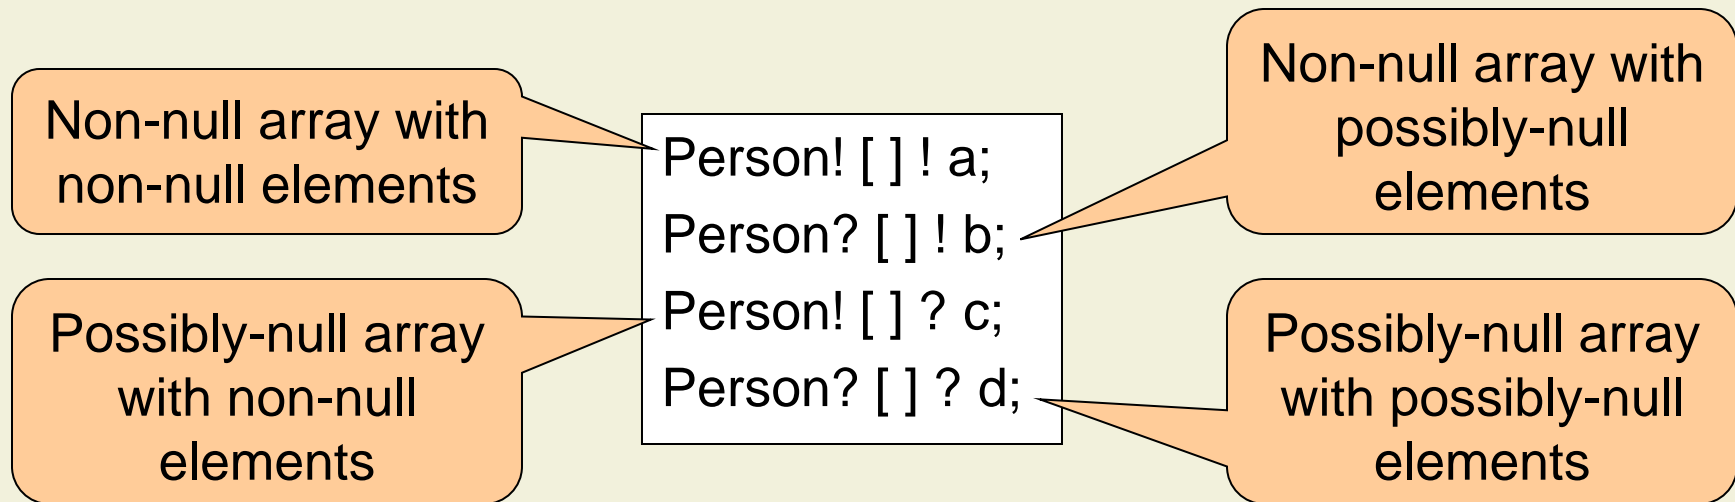 Non-null array with
non-null elements
Possibly-null array
with non-null
elements
Person! [ ] ! a;
Person? [ ] ! b;
Person! [ ] ? c;
Person? [ ] ? d;
Non-null array with
possibly-null
elements
Possibly-null array
with possibly-null
elements